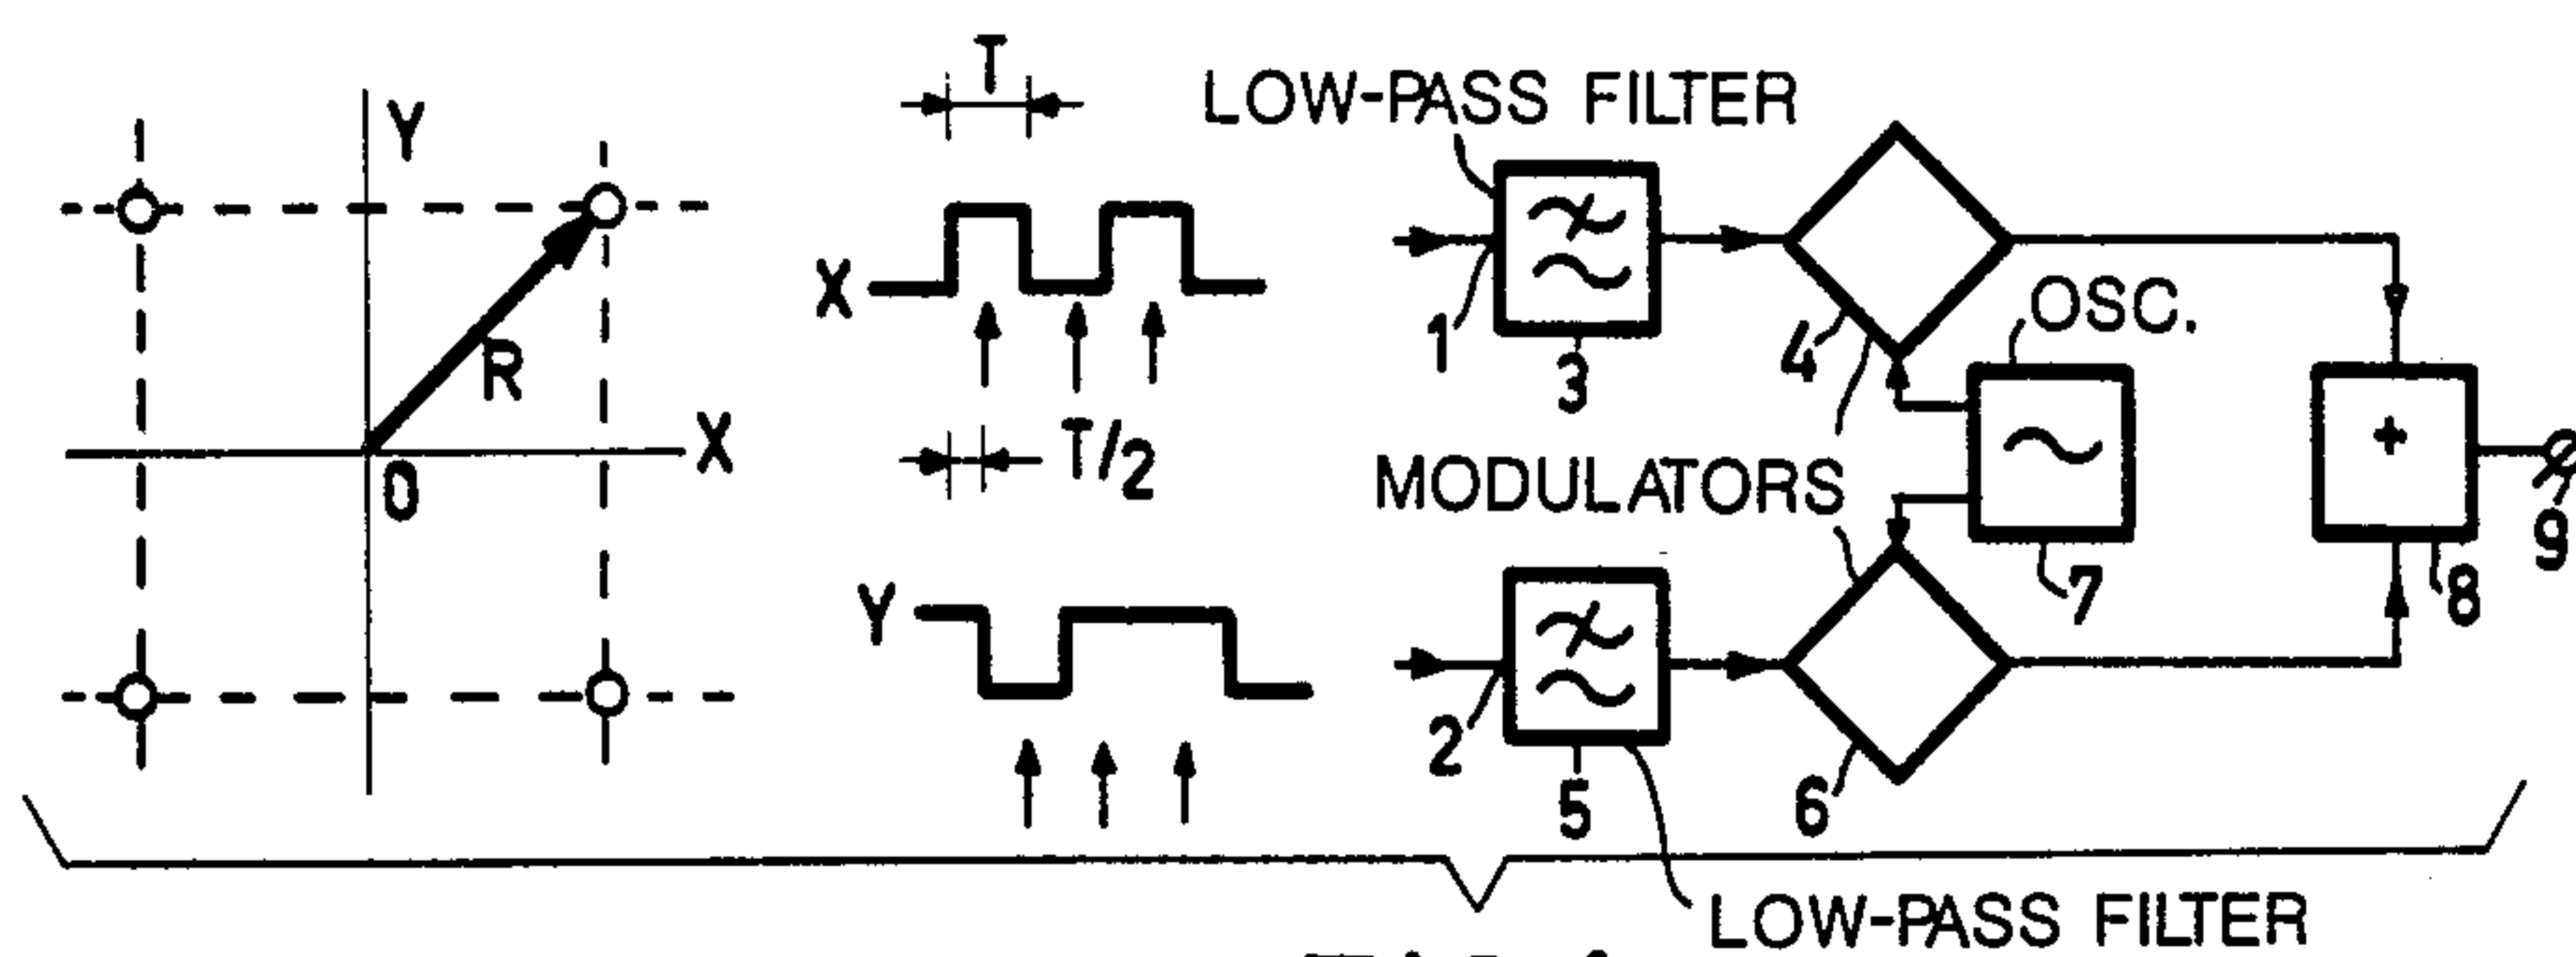 T
LOW-PASS FILTER
Y
X
1
3
4
OSC.
R
X
0
T/2
MODULATORS
+
9
Y
7
8
2
5
6
LOW-PASS FILTER